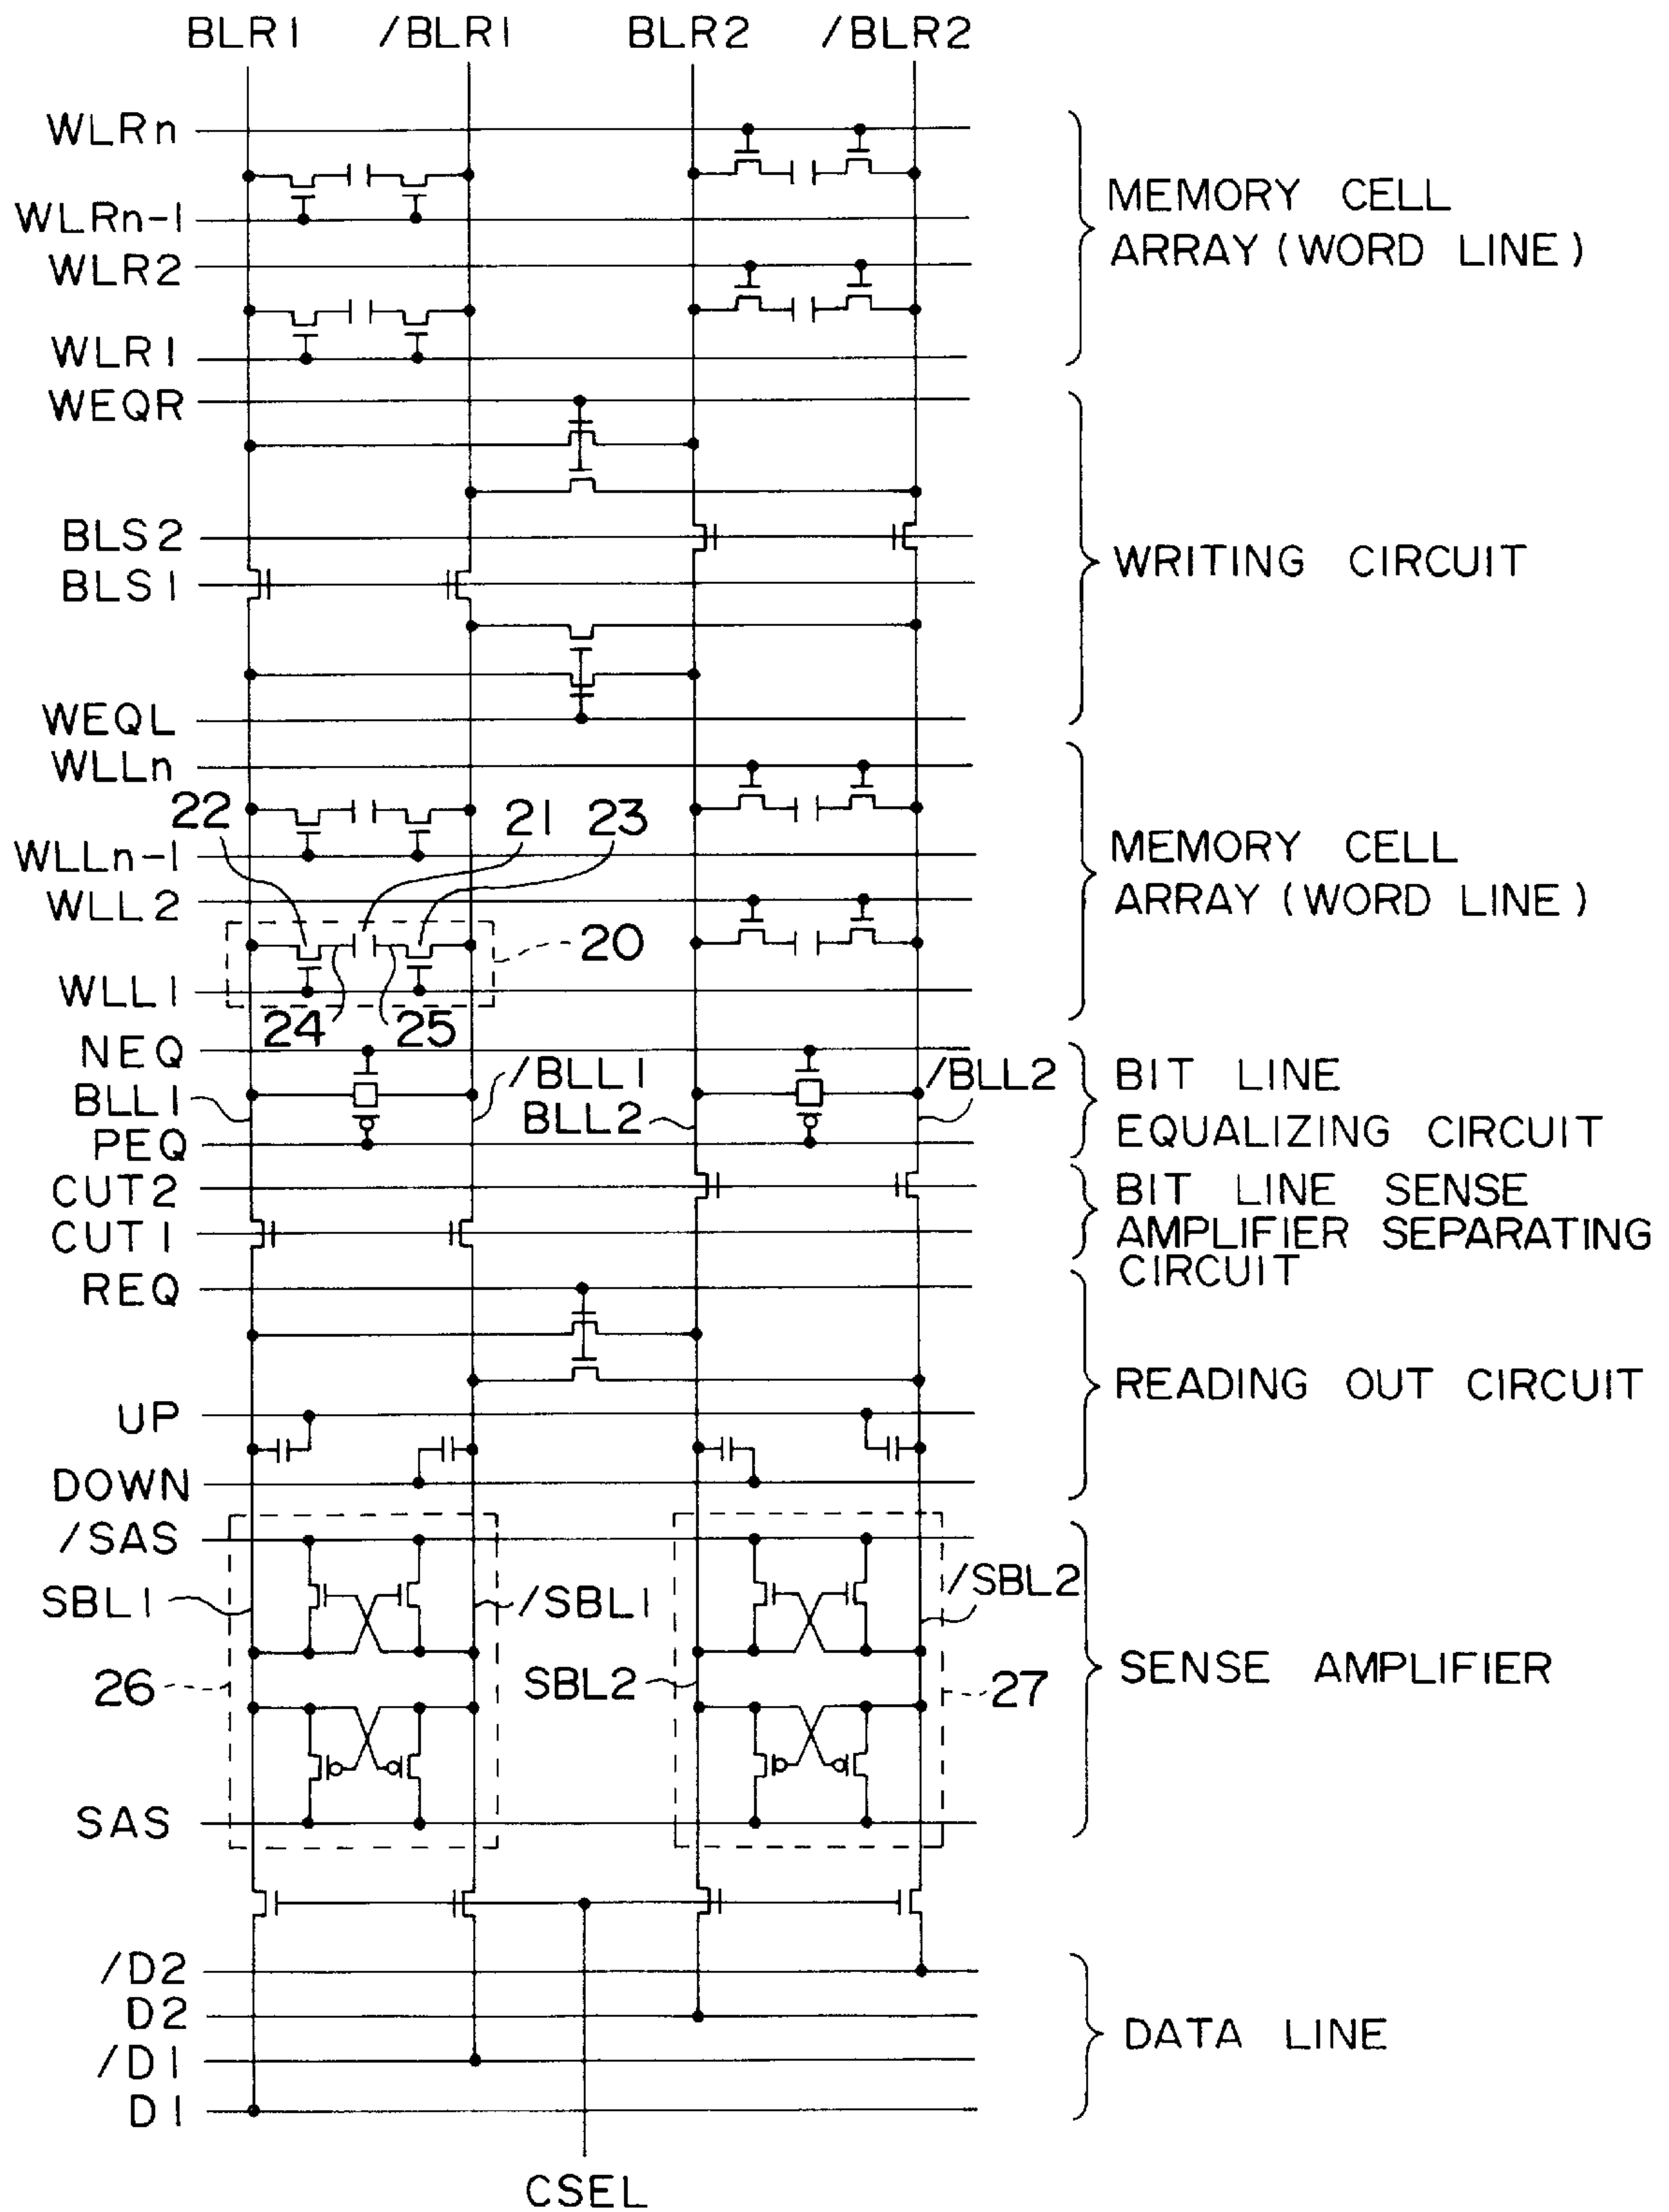 BLR1 /BLR1 BLR2 /BLR2
WLRn
WLRn-1
MEMORY CELL
ARRAY (WORD LINE)
WLR2
WLR1
WEQR
BLS2
WRITING CIRCUIT
BLS1
WEQL
WLLn
22 21 23
WLLn-1
MEMORY CELL
ARRAY (WORD LINE)
WLL2
20
WLL1
24 25
NEQ
/BLL1 /BLL2
BIT LINE
EQUALIZING CIRCUIT
BLL1
BLL2
PEQ
CUT2
BIT LINE SENSE
AMPLIFIER SEPARATING
CIRCUIT
CUT1
REQ
READING OUT CIRCUIT
UP
DOWN
/SAS
SBL1 /SBL1 /SBL2
SENSE AMPLIFIER
26 SBL2 27
SAS
/D2
D2
DATA LINE
/D1
D1
CSEL